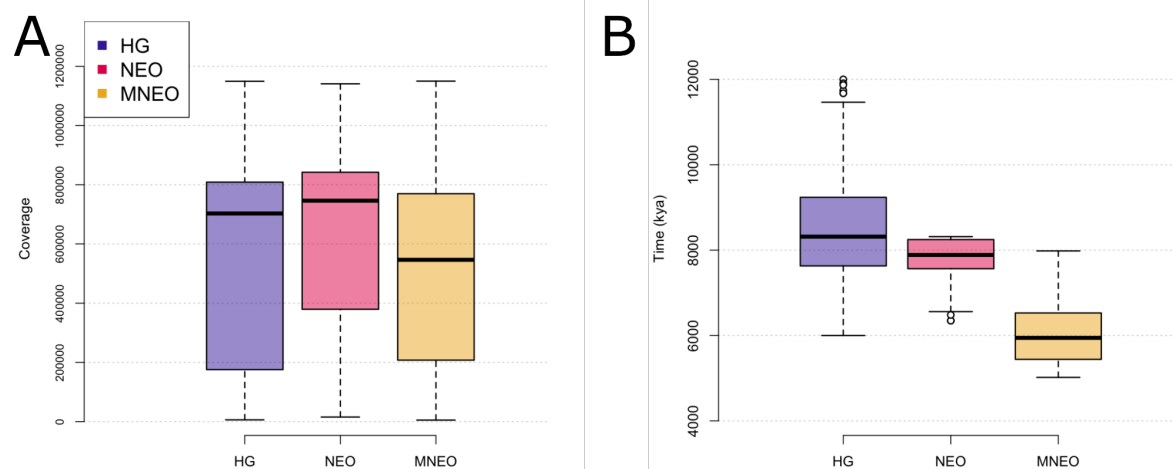 A
HG
NEO
MNEO
Coverage
1200000
1000000
800000
600000
400000
200000
0
HG NEO MNEO
B
Time (kya)
12000
10000
8000
6000
4000
HG NEO MNEO